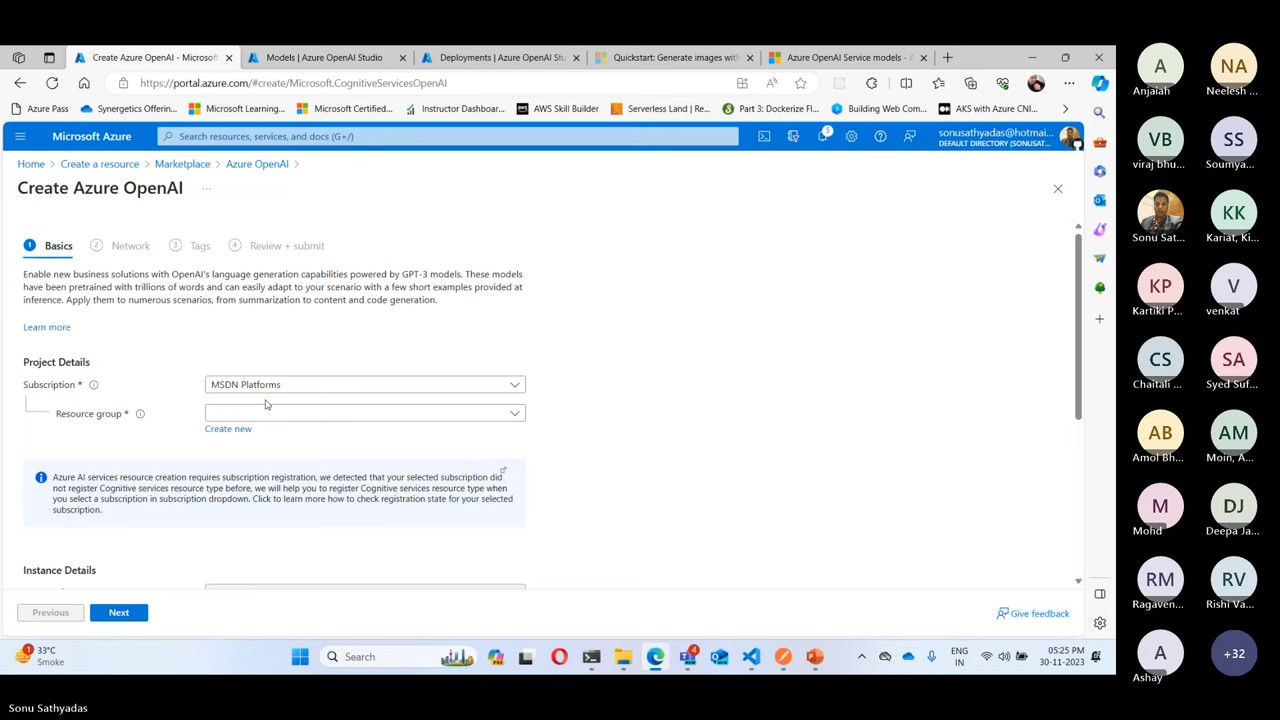 Create Azure OpenAI - Microsoft
Models | Azure OpenAI Studio
Deployments | Azure OpenAI Stu
Quickstart: Generate images with
Azure OpenAI Service models - A
https://portal.azure.com/#create/Microsoft.CognitiveServicesOpenAI
Azure Pass
Synergetics Offering...
Microsoft Learning...
Microsoft Certified...
Instructor Dashboar...
AWS Skill Builder
Serverless Land | Re...
Part 3: Dockerize Fl...
Building Web Com...
AKS with Azure CNI...
Microsoft Azure
Search resources, services, and docs (G+/)
5
sonusathyadas@hotmai...
DEFAULT DIRECTORY (SONUSAT...
Home > Create a resource > Marketplace > Azure OpenAI >
Create Azure OpenAI ...
1 Basics 2 Network 3 Tags 4 Review + submit
Enable new business solutions with OpenAI's language generation capabilities powered by GPT-3 models. These models
have been pretrained with trillions of words and can easily adapt to your scenario with a few short examples provided at
inference. Apply them to numerous scenarios, from summarization to content and code generation.
Learn more
Project Details
Subscription * MSDN Platforms
Resource group *
Create new
Azure AI services resource creation requires subscription registration, we detected that your selected subscription did
not register Cognitive services resource type before, we will help you to register Cognitive services resource type when
you select a subscription in subscription dropdown. Click to learn more how to check registration state for your selected
subscription.
Instance Details
Previous Next Give feedback
1
33°C
Smoke
Search
PRE
4
ENG
IN
05:25 PM
30-11-2023
A
Anjaiah
NA
Neelesh ...
VB
viraj bhu...
SS
Soumya...
Sonu Sat...
KK
Kariat, Ki...
KP
Kartiki P...
V
venkat
CS
Chaitali ...
SA
Syed Suf...
AB
Amol Bh...
AM
Moin, A...
M
Mohd
DJ
Deepa Ja...
RM
Ragaven...
RV
Rishi Va...
A
Ashay
+32
Sonu Sathyadas